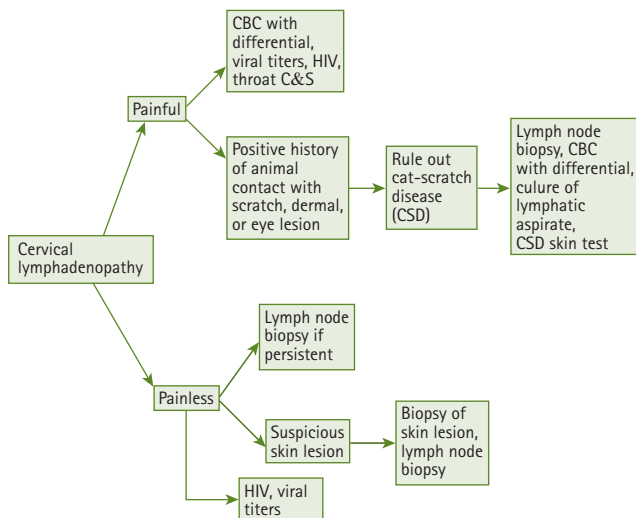 CBC with
differential,
viral titers, HIV,
throat C&S
Painful
Positive history
of animal
contact with
scratch, dermal,
or eye lesion
Rule out
cat-scratch
disease
(CSD)
Lymph node
biopsy, CBC
with differential,
culure of
lymphatic
aspirate,
CSD skin test
Cervical
lymphadenopathy
Lymph node
biopsy if
persistent
Painless
Suspicious
skin lesion
Biopsy of
skin lesion,
lymph node
biopsy
HIV, viral
titers